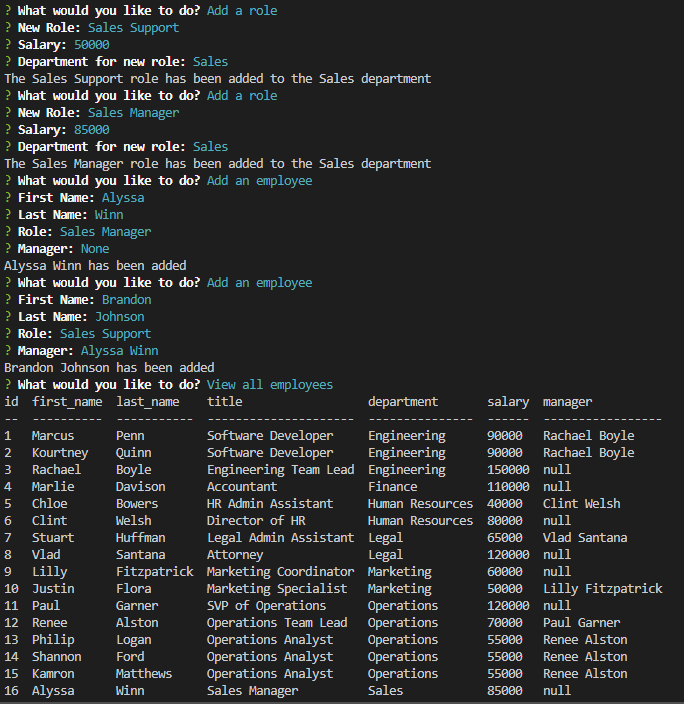 ? What would you like to do? Add a role
? New Role: Sales Support
? Salary: 50000
? Department for new role: Sales
The Sales Support role has been added to the Sales department
? What would you like to do? Add a role
? New Role: Sales Manager
? Salary: 85000
? Department for new role: Sales
The Sales Manager role has been added to the Sales department
? What would you like to do? Add an employee
? First Name: Alyssa
? Last Name: Winn
? Role: Sales Manager
? Manager: None
Alyssa Winn has been added
? What would you like to do? Add an employee
? First Name: Brandon
? Last Name: Johnson
? Role: Sales Support
? Manager: Alyssa Winn
Brandon Johnson has been added
? What would you like to do? View all employees
id  first_name  last_name    title                  department       salary  manager
--  ----------  -----------  ---------------------  ---------------  ------  -----------------
1   Marcus      Penn         Software Developer     Engineering      90000   Rachael Boyle
2   Kourtney    Quinn        Software Developer     Engineering      90000   Rachael Boyle
3   Rachael     Boyle        Engineering Team Lead  Engineering      150000  null
4   Marlie      Davison      Accountant             Finance          110000  null
5   Chloe       Bowers       HR Admin Assistant     Human Resources  40000   Clint Welsh
6   Clint       Welsh        Director of HR         Human Resources  80000   null
7   Stuart      Huffman      Legal Admin Assistant  Legal            65000   Vlad Santana
8   Vlad        Santana      Attorney               Legal            120000  null
9   Lilly       Fitzpatrick  Marketing Coordinator  Marketing        60000   null
10  Justin      Flora        Marketing Specialist   Marketing        50000   Lilly Fitzpatrick
11  Paul        Garner       SVP of Operations      Operations       120000  null
12  Renee       Alston       Operations Team Lead   Operations       70000   Paul Garner
13  Philip      Logan        Operations Analyst     Operations       55000   Renee Alston
14  Shannon     Ford         Operations Analyst     Operations       55000   Renee Alston
15  Kamron      Matthews     Operations Analyst     Operations       55000   Renee Alston
16  Alyssa      Winn         Sales Manager          Sales            85000   null